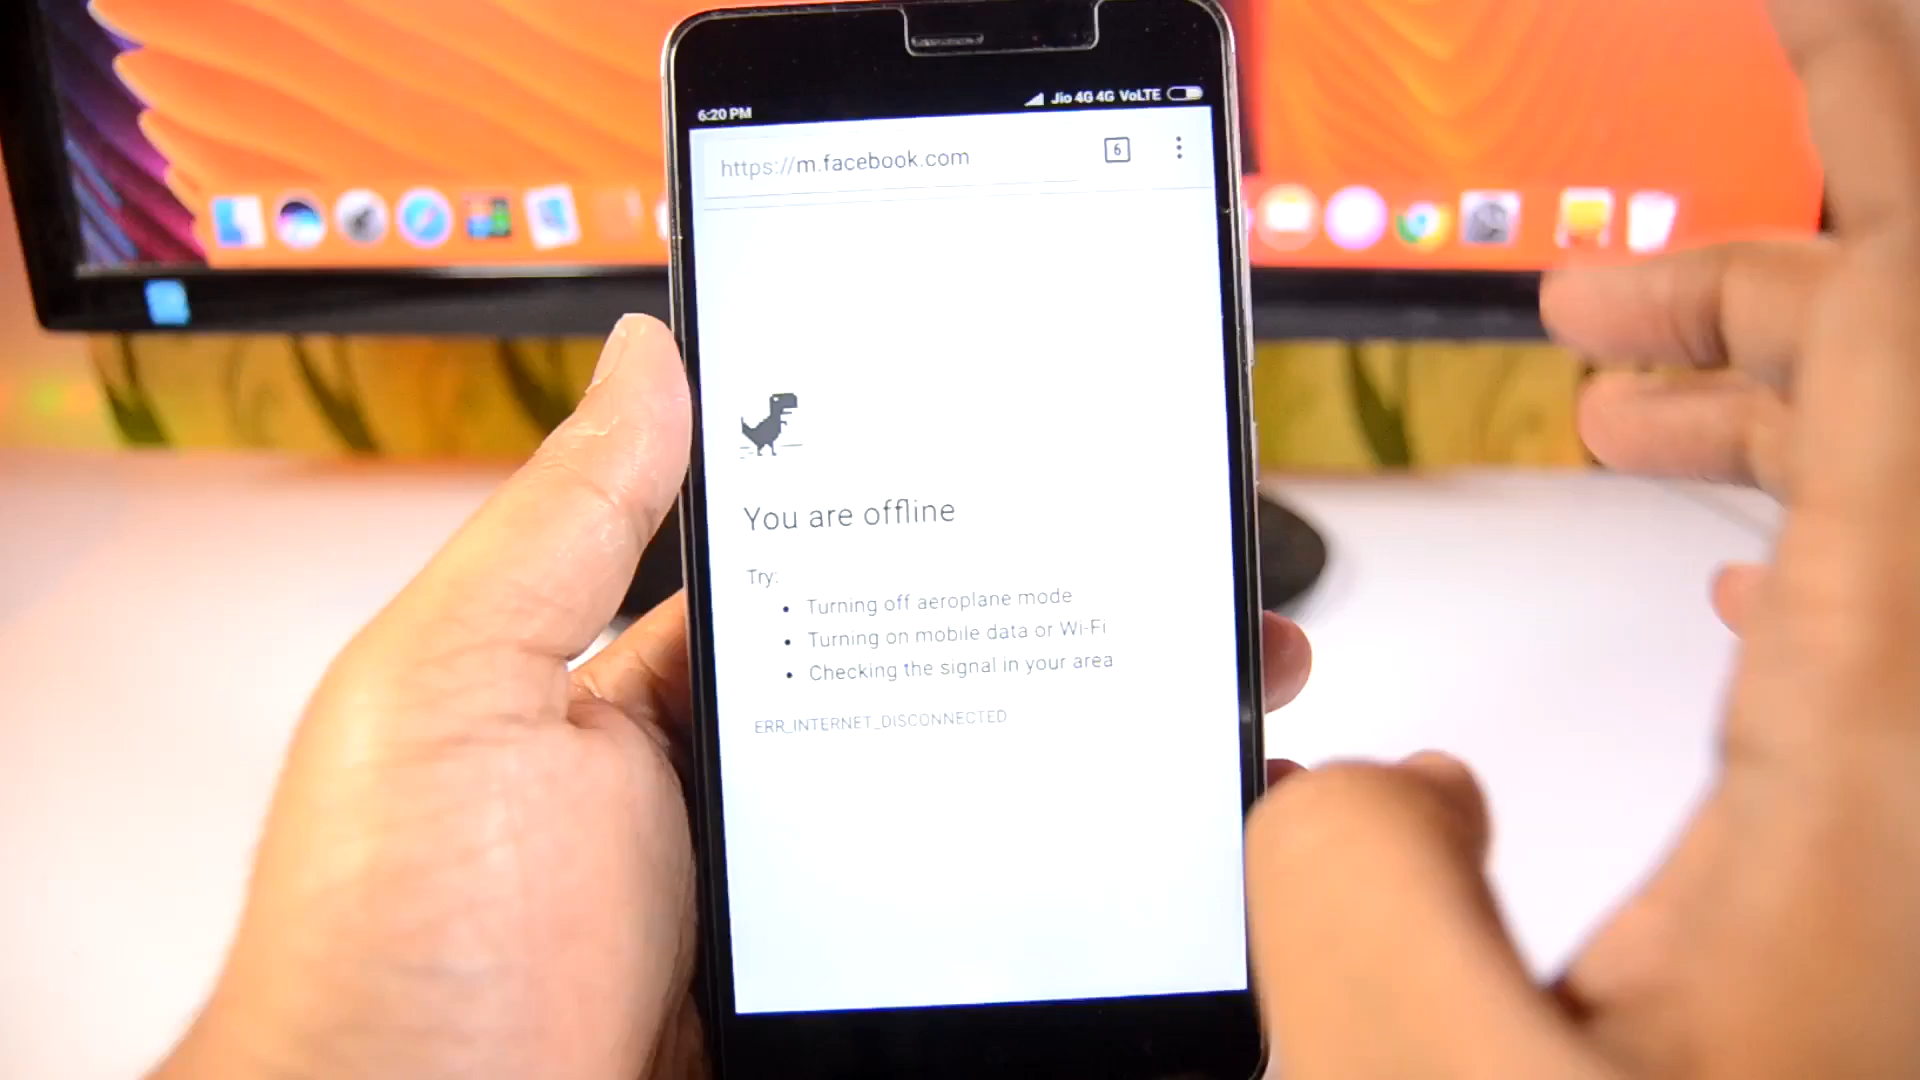 6:20 PM
Jio 4G 4G VoLTE
https://m.facebook.com
6
You are offline
Try:
• Turning off aeroplane mode
• Turning on mobile data or Wi-Fi
• Checking the signal in your area
ERR_INTERNET_DISCONNECTED